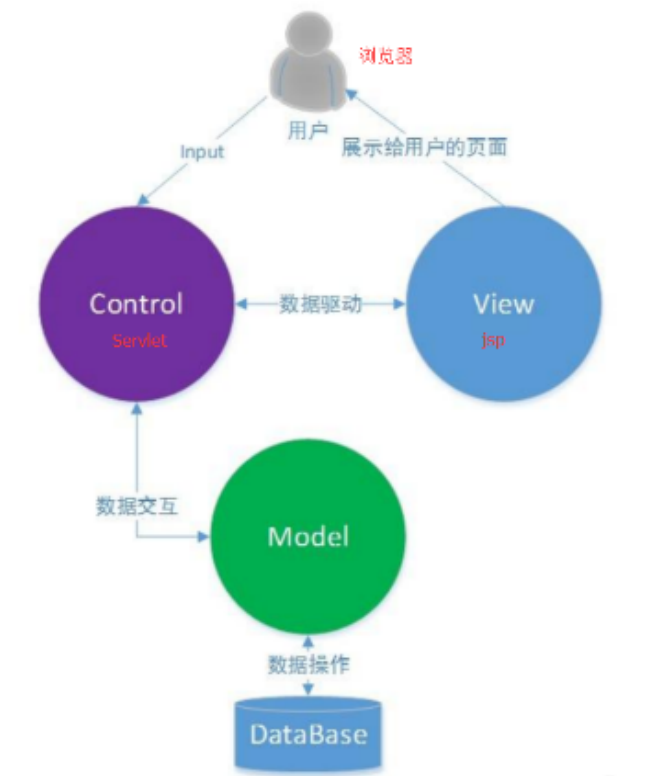 浏览器
用户
Input
展示给用户的页面
Control
Servlet
数据驱动
View
jsp
数据交互
Model
数据操作
DataBase